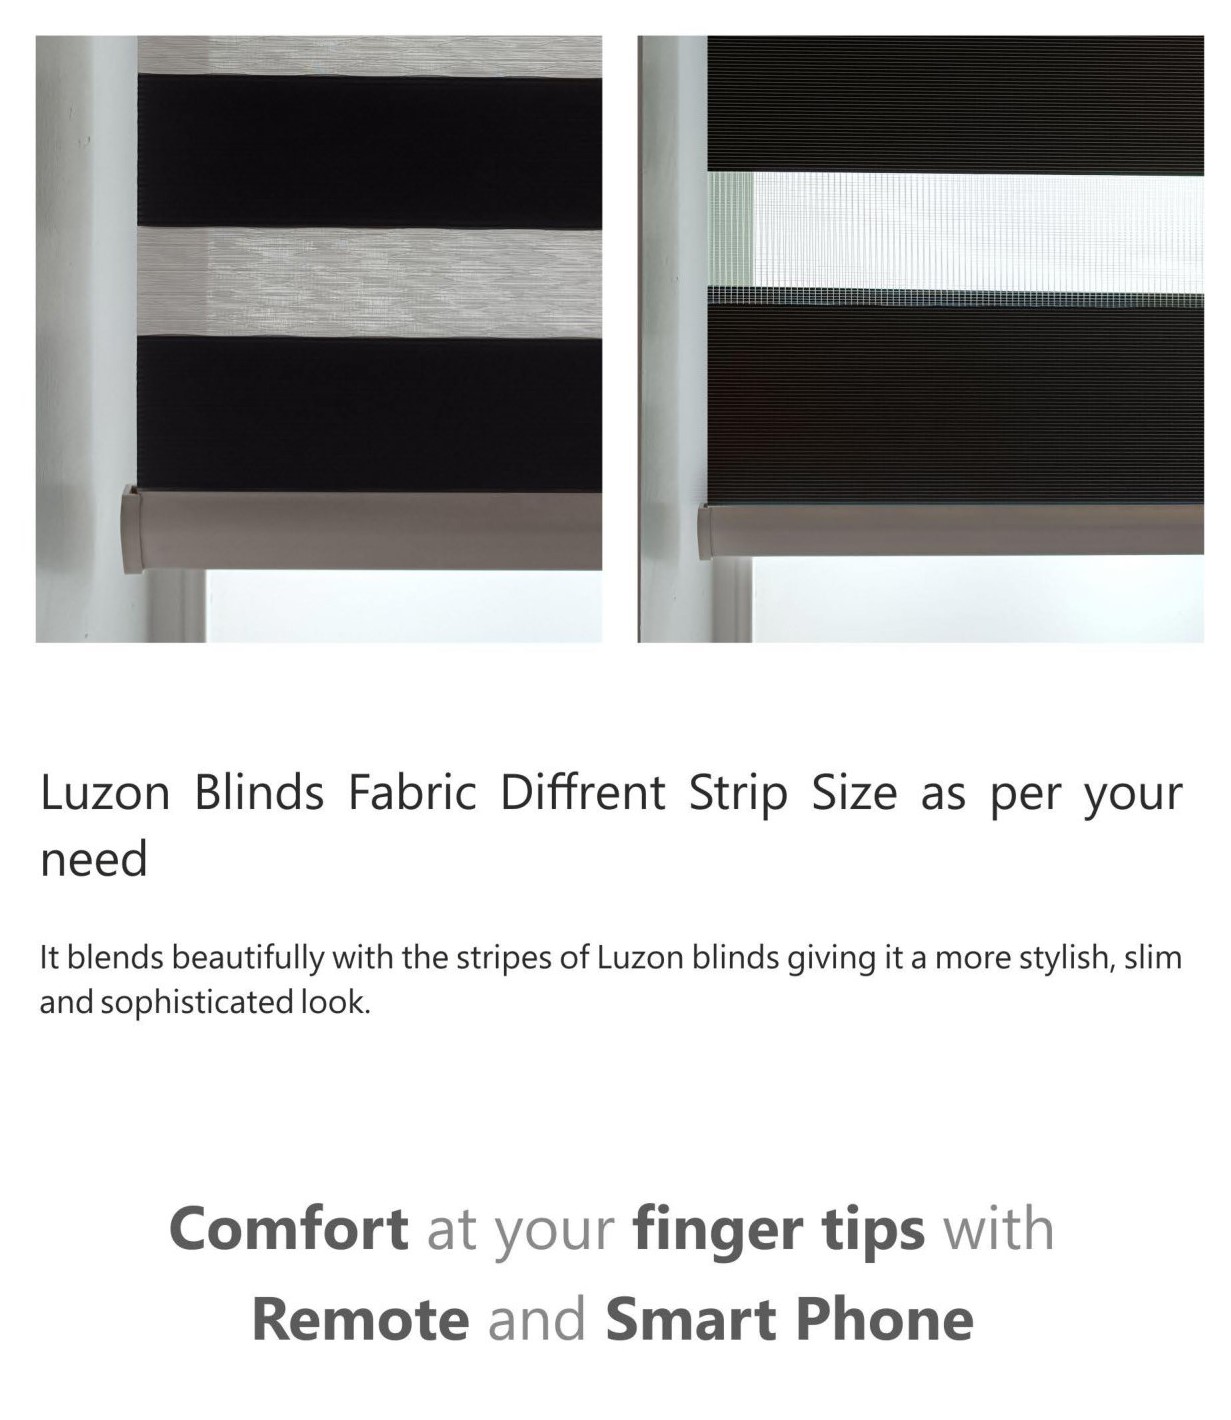 Luzon Blinds Fabric Diffrent Strip Size as per your
need
It blends beautifully with the stripes of Luzon blinds giving it a more stylish, slim
and sophisticated look.
Comfort at your finger tips with
Remote and Smart Phone